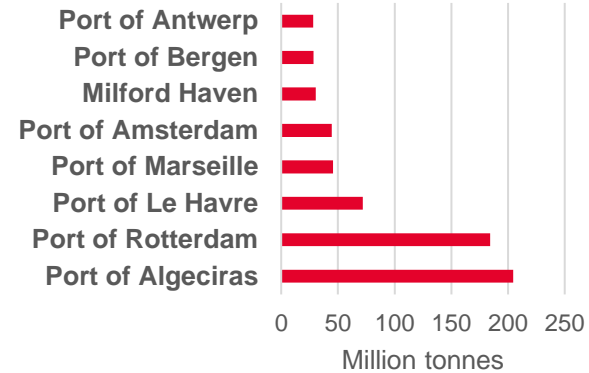 Port of Antwerp
Port of Bergen
Milford Haven
Port of Amsterdam
Port of Marseille
Port of Le Havre
Port of Rotterdam
Port of Algeciras
0 50 100 150 200 250
Million tonnes